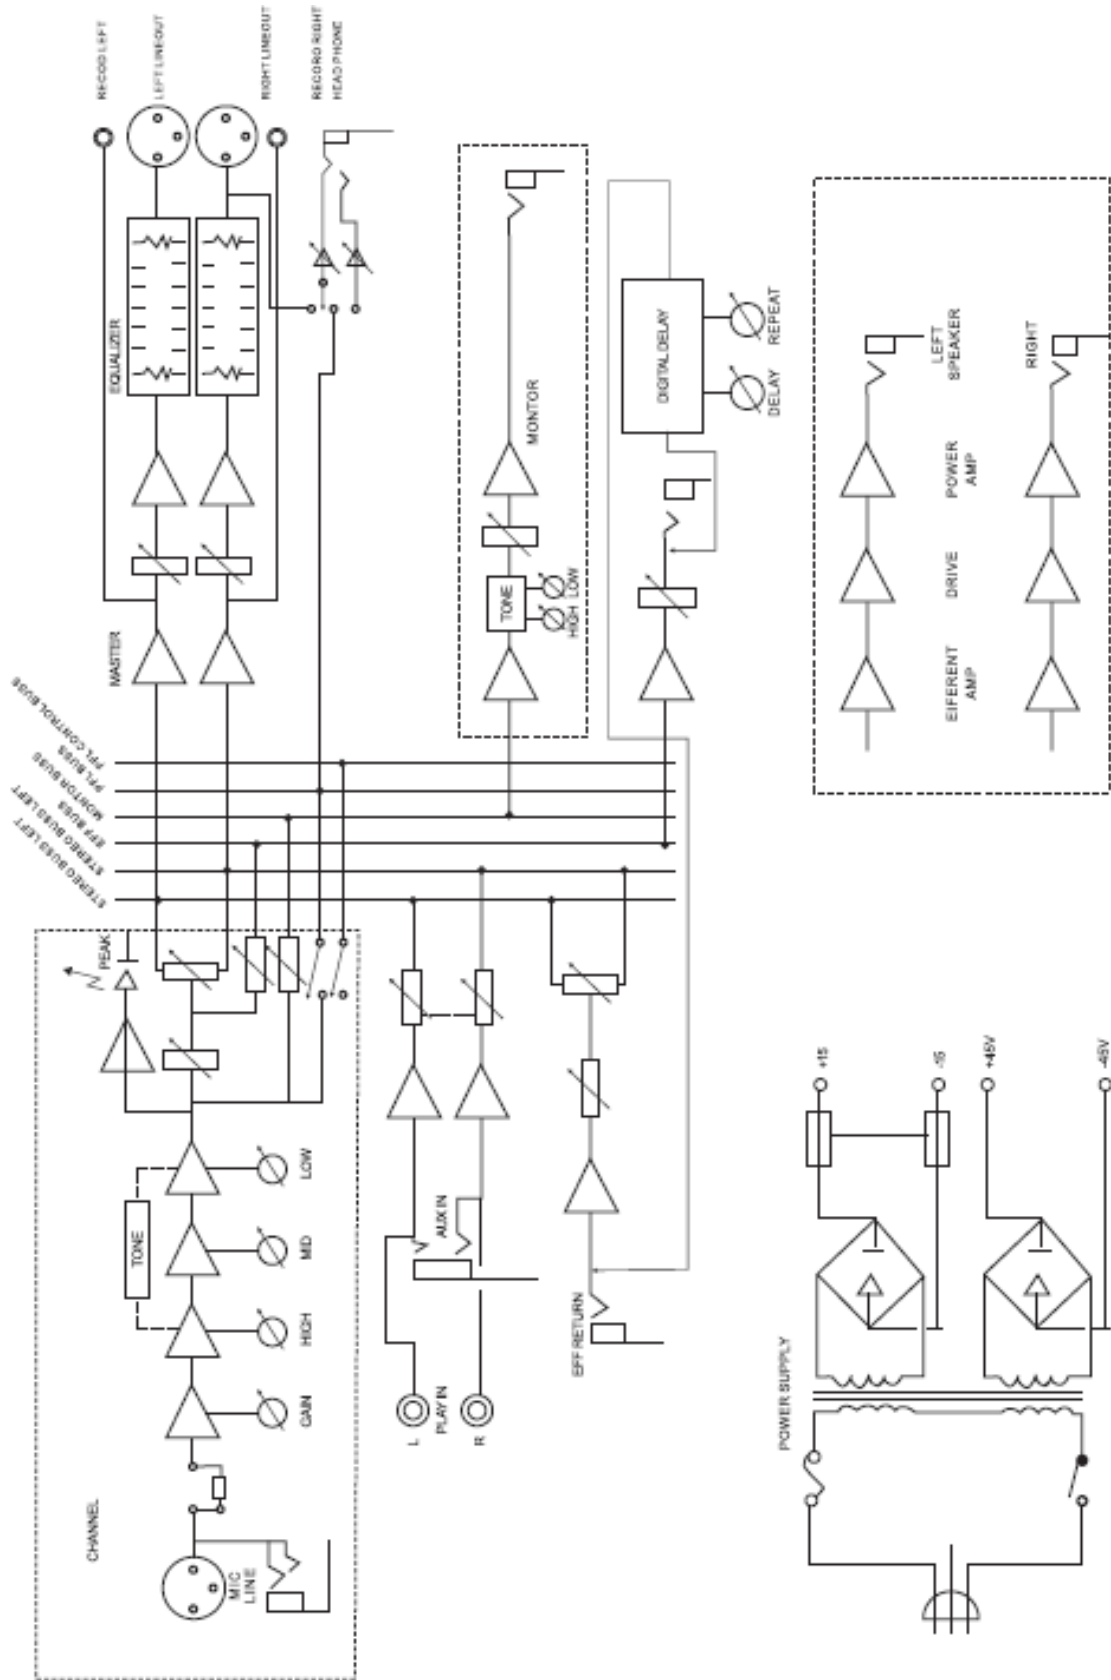 CHANNEL
MIC
LINE
TONE
GAIN
HIGH
MID
LOW
PEAK
STEREO BUSS LEFT
STEREO BUSS LEFT
EFF BUSS
MONITOR BUSE
PFL BUSS
PFL CONTROL BUSE
MASTER
EQUALIZER
RECOD LEFT
LEFT LINEOUT
RIGHT LINEOUT
RECORD RIGHT
HEAD PHONE
L
PLAY IN
R
AUX IN
TONE
HIGH LOW
MONTOR
EFF RETURN
DIGITAL DELAY
DELAY
REPEAT
POWER SUPPLY
+15
-15
+45V
-45V
EIFERENT
AMP
DRIVE
POWER
AMP
LEFT
SPEAKER
RIGHT